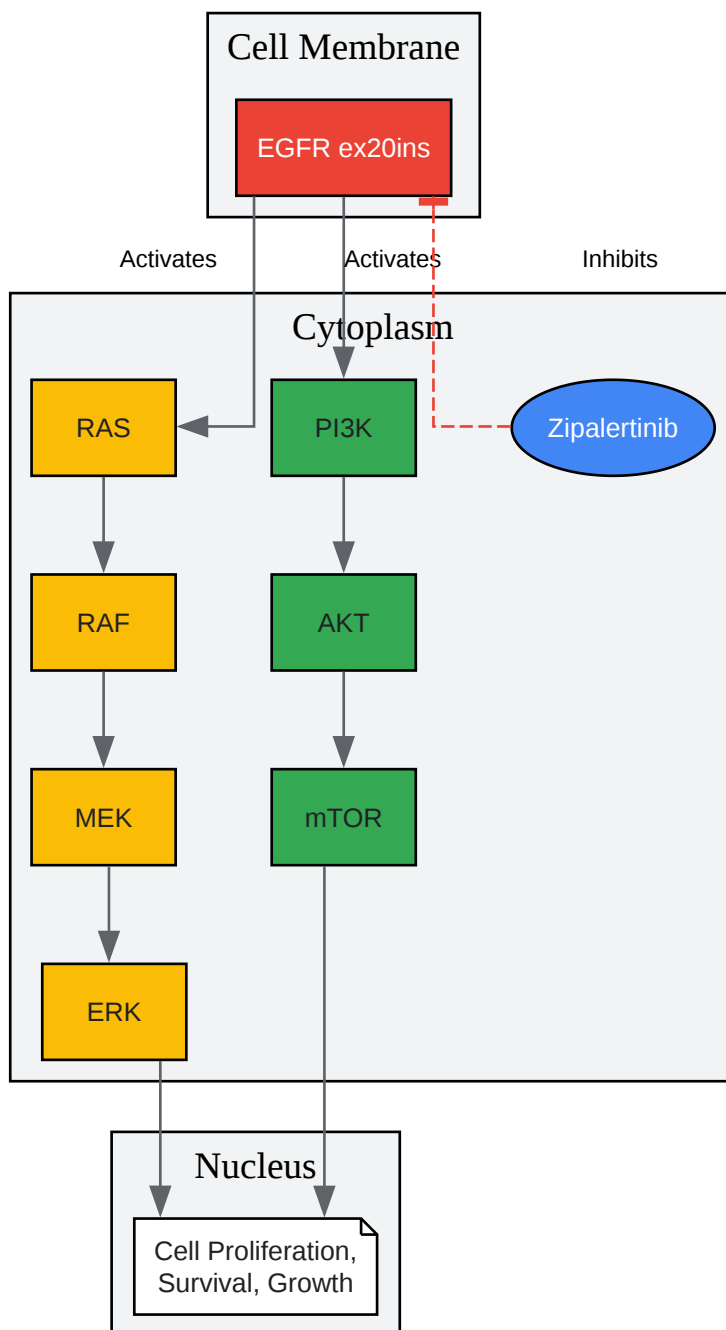 Cell Membrane
EGFR ex20ins
Activates
Activates
Inhibits
Cytoplasm
RAS
PI3K
Zipalertinib
RAF
AKT
MEK
mTOR
ERK
Nucleus
Cell Proliferation,
Survival, Growth